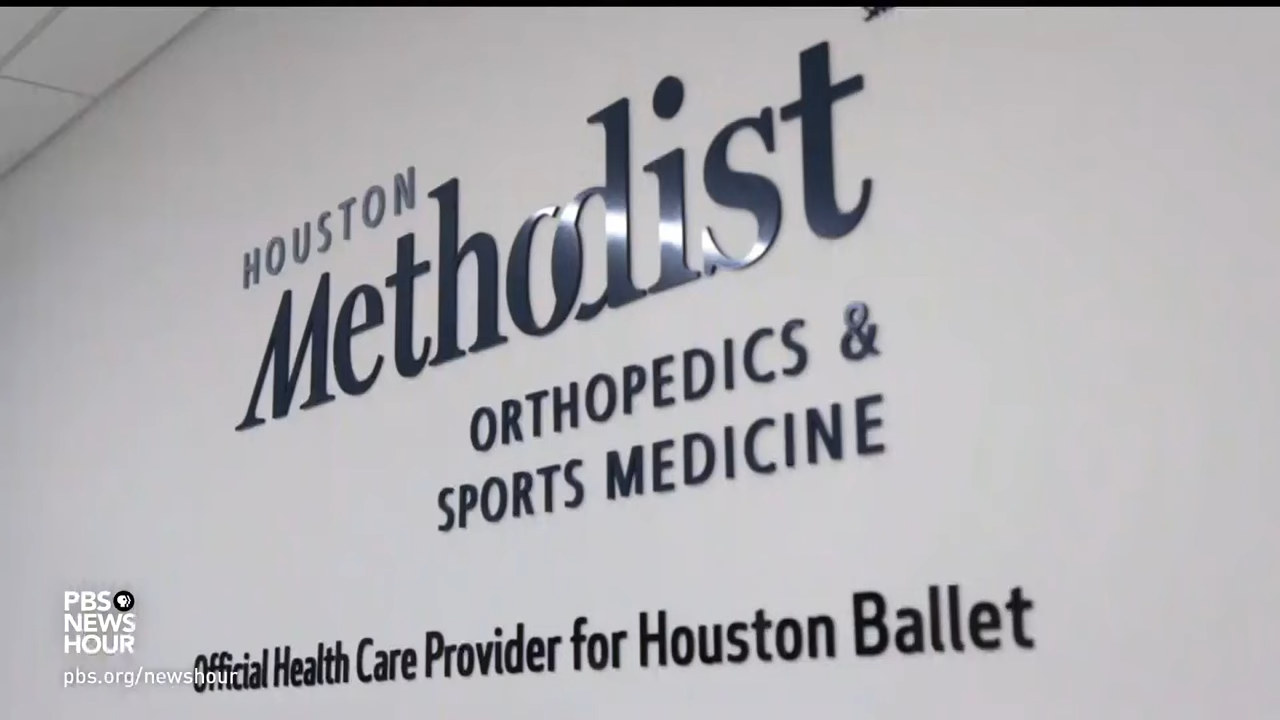 HOUSTON
Methodist
ORTHOPEDICS &
SPORTS MEDICINE
Official Health Care Provider for Houston Ballet
PBS
NEWS
HOUR
pbs.org/newshour